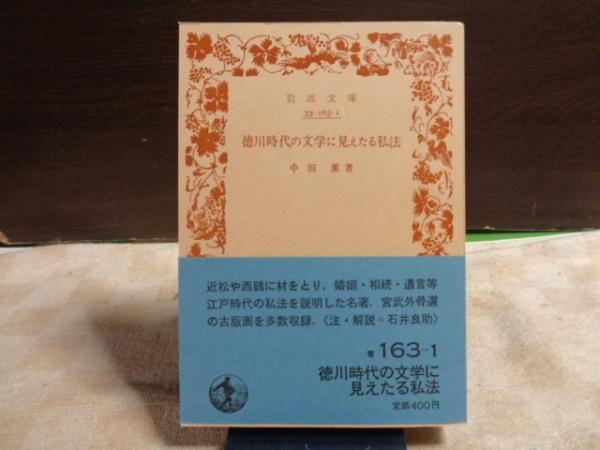 岩波文庫
33-163-1
徳川時代の文学に見えたる私法
中田 薫著
近松や西鶴に材をとり，婚姻・相続・遺言等
江戸時代の私法を説明した名著．宮武外骨選
の古版画を多数収録．《注・解説＝石井良助》
青 163-1
徳川時代の文学に
見えたる私法
定価400円